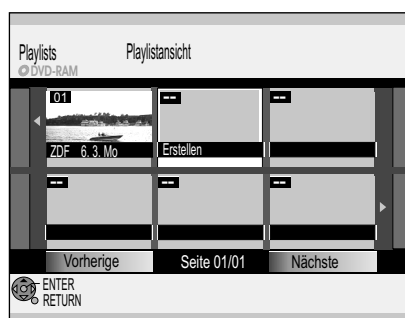 Playlists Playlistansicht
DVD-RAM
01 -- --
ZDF 6. 3. Mo Erstellen
-- -- --
Vorherige Seite 01/01 Nächste
ENTER
RETURN